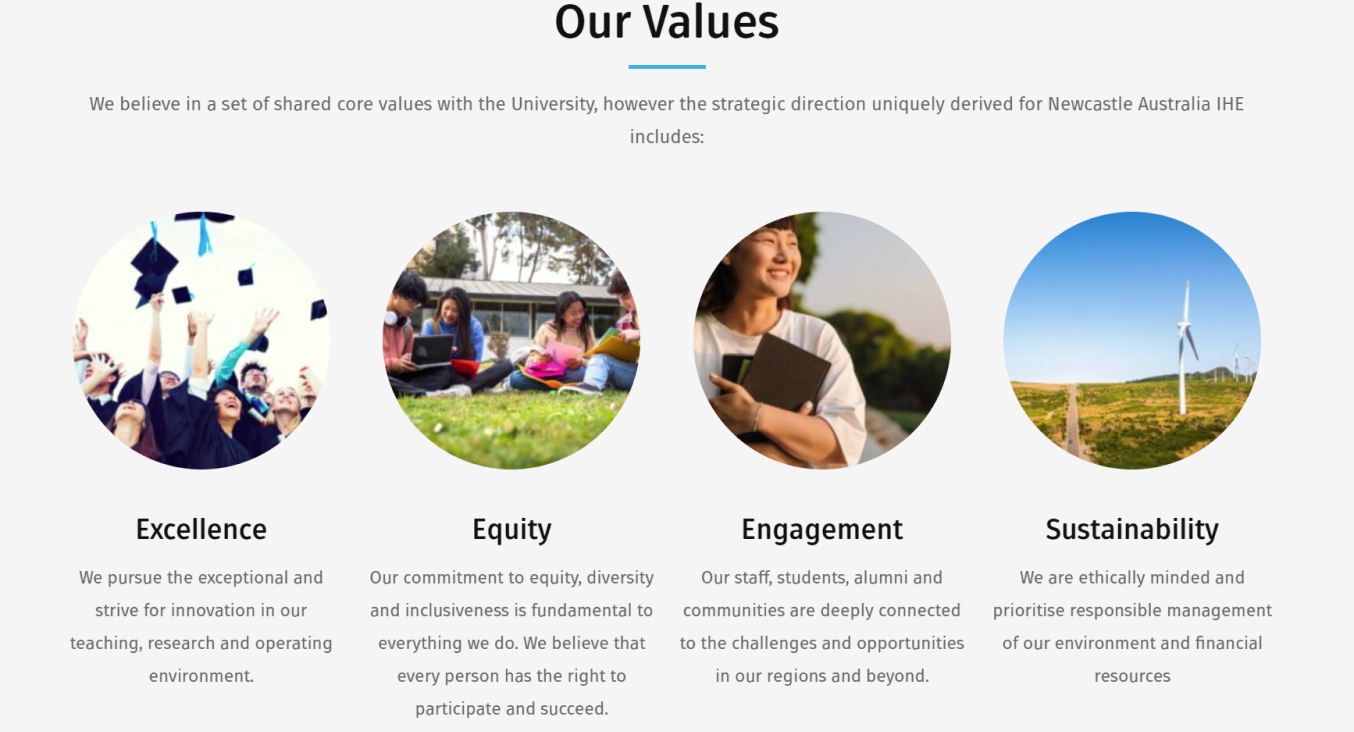 Our Values
We believe in a set of shared core values with the University, however the strategic direction uniquely derived for Newcastle Australia IHE
includes:
Excellence
We pursue the exceptional and
strive for innovation in our
teaching, research and operating
environment.
Equity
Our commitment to equity, diversity
and inclusiveness is fundamental to
everything we do. We believe that
every person has the right to
participate and succeed.
Engagement
Our staff, students, alumni and
communities are deeply connected
to the challenges and opportunities
in our regions and beyond.
Sustainability
We are ethically minded and
prioritise responsible management
of our environment and financial
resources